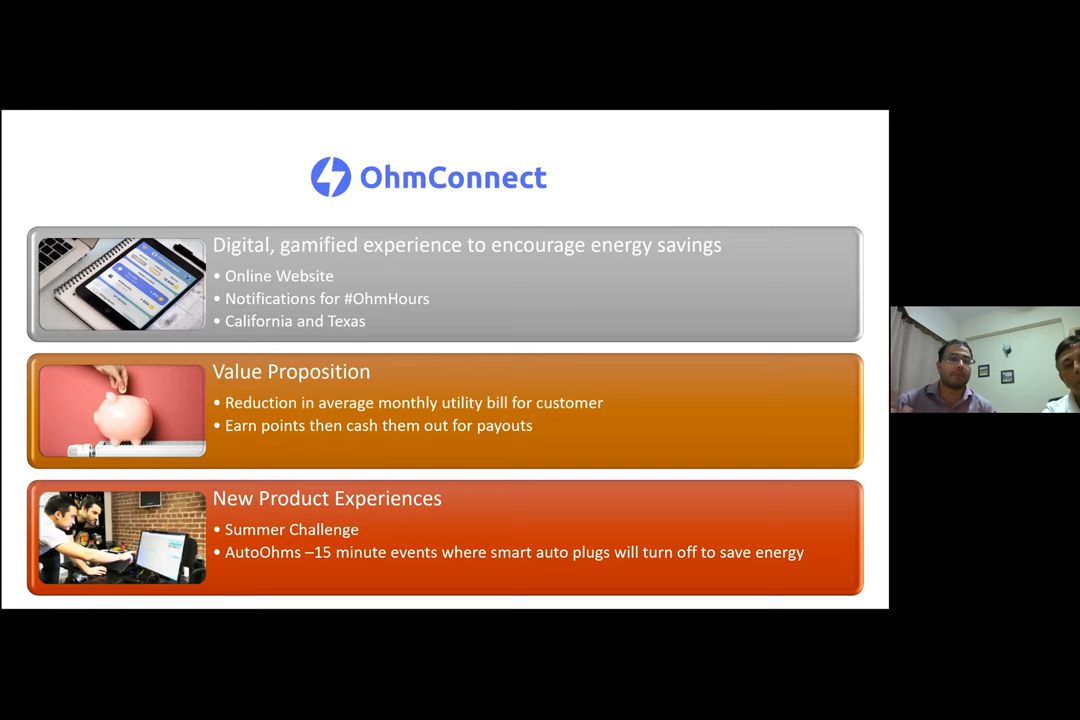 OhmConnect
Digital, gamified experience to encourage energy savings
• Online Website
• Notifications for #OhmHours
• California and Texas
Value Proposition
• Reduction in average monthly utility bill for customer
• Earn points then cash them out for payouts
New Product Experiences
• Summer Challenge
• AutoOhms –15 minute events where smart auto plugs will turn off to save energy